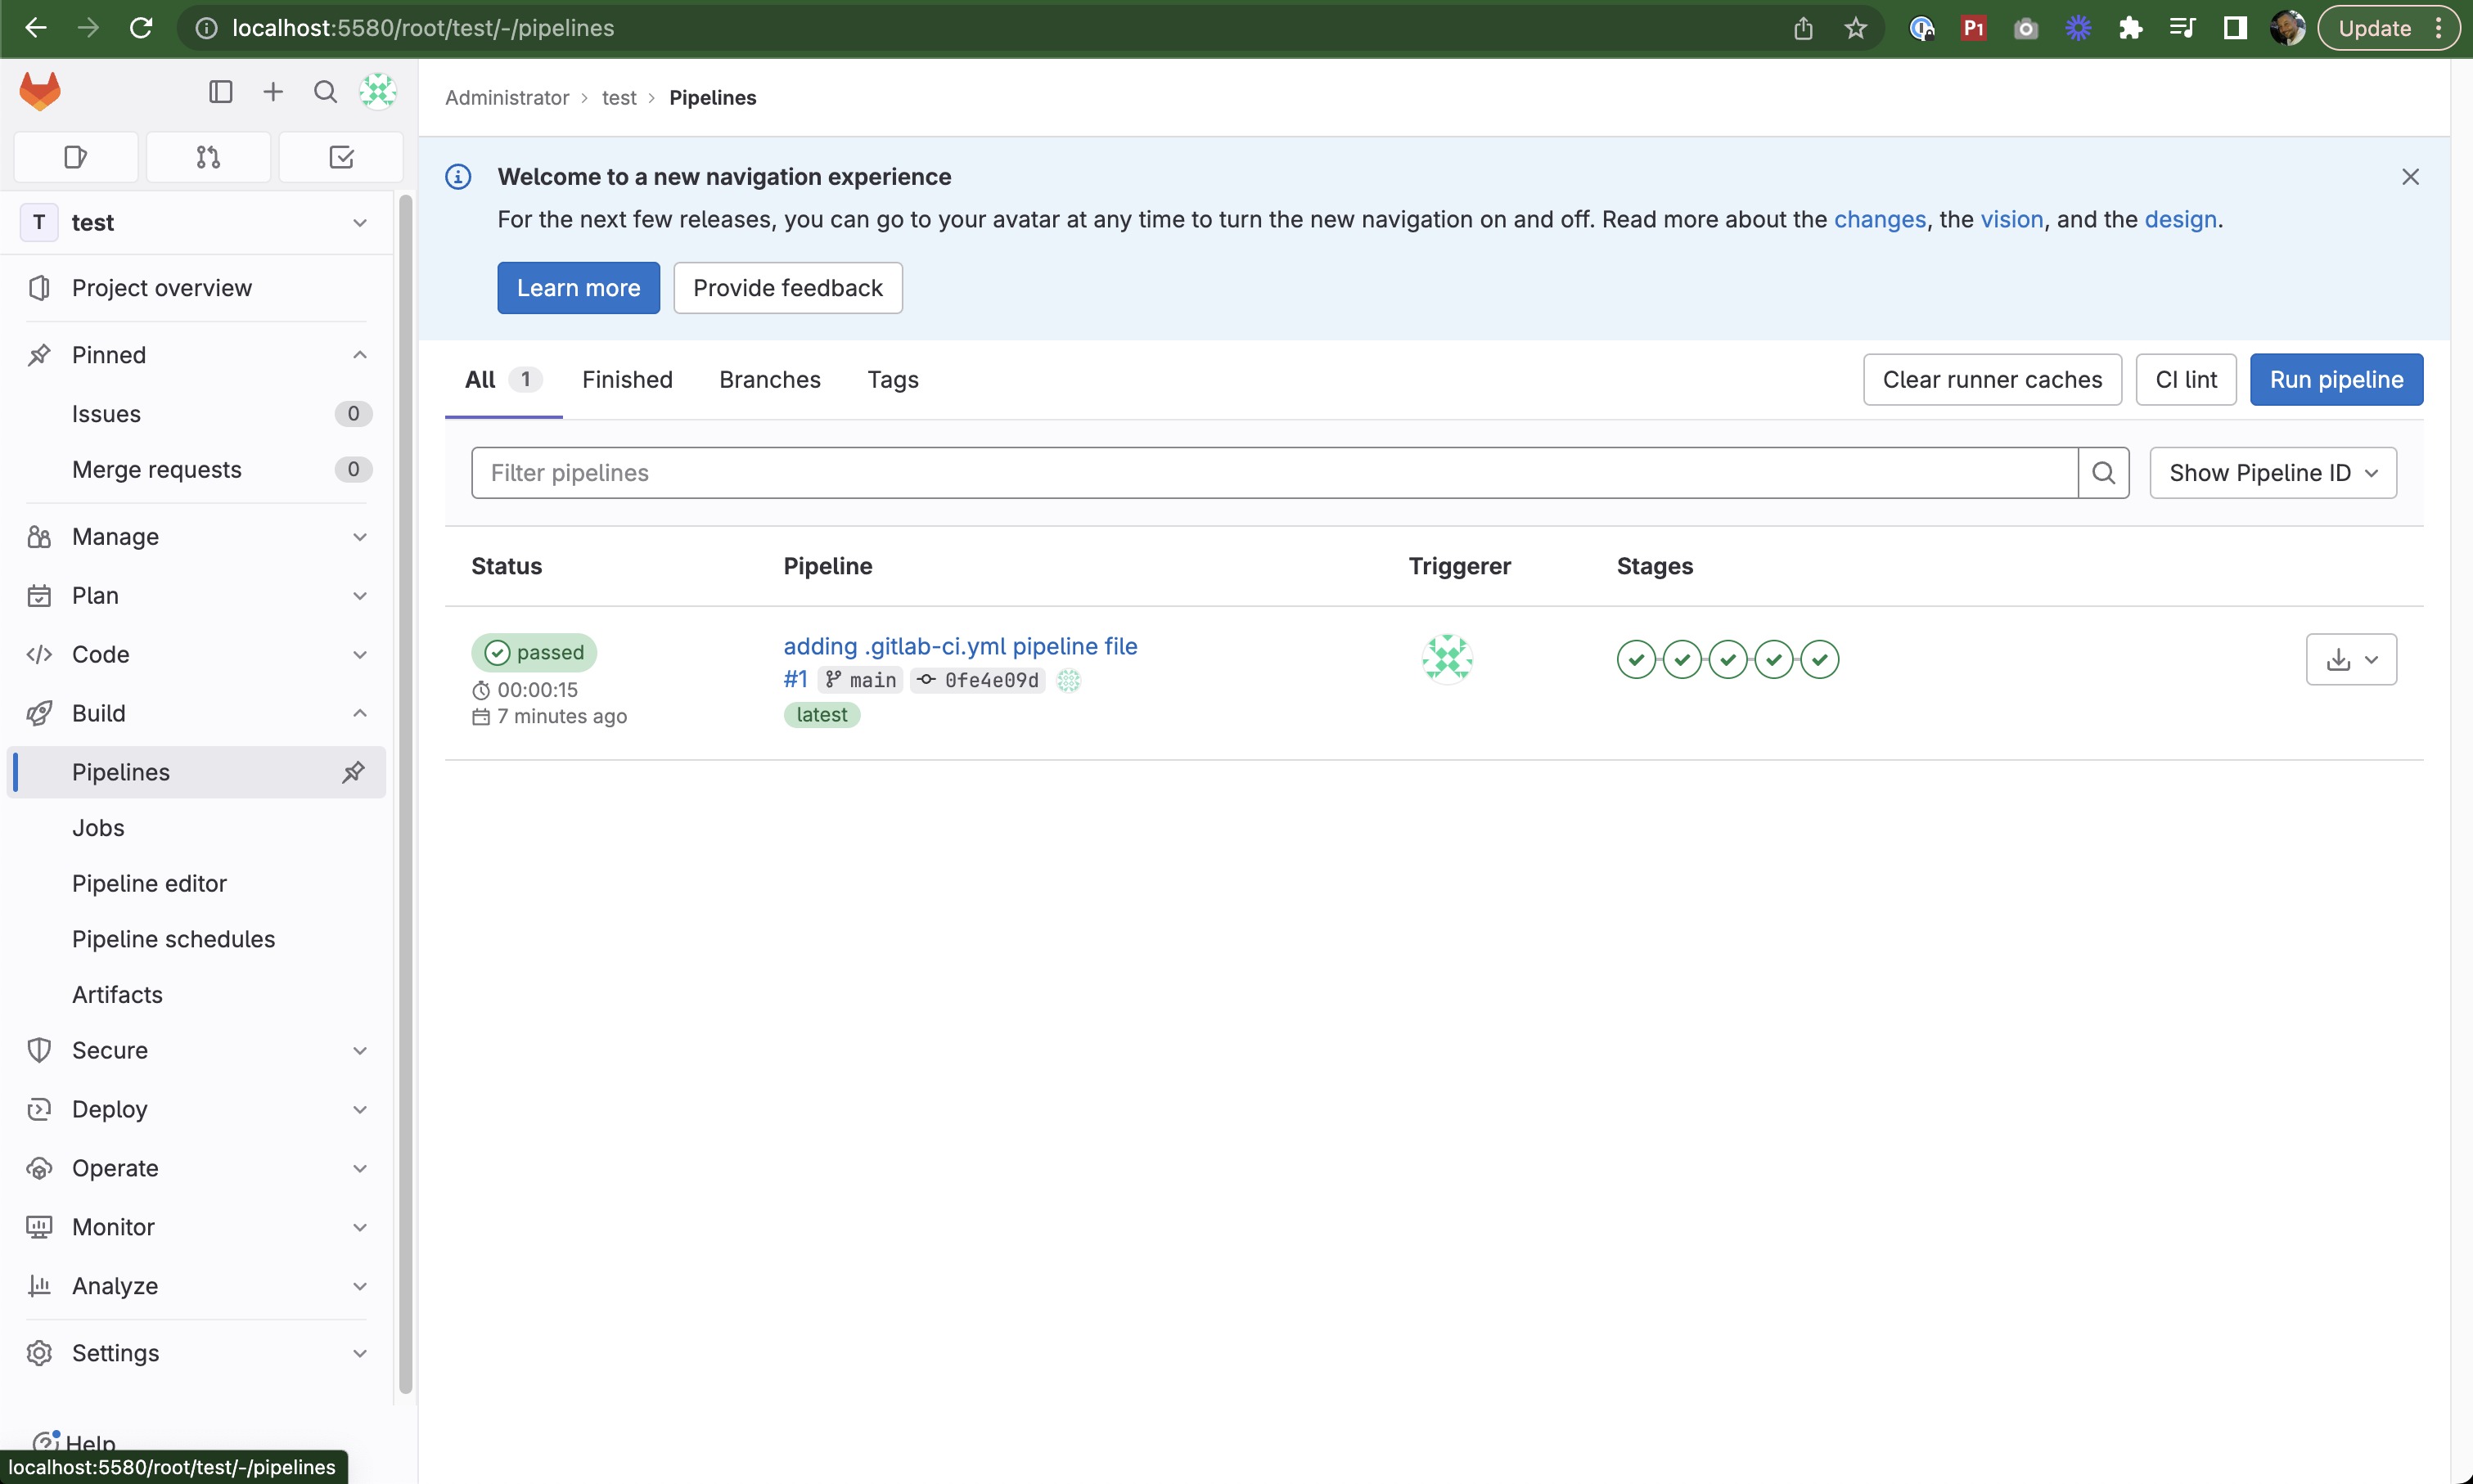 localhost:5580/root/test/-/pipelines
P1
Update
Administrator › test › Pipelines
T test
Project overview
Pinned
Issues 0
Merge requests 0
Manage
Plan
Code
Build
Pipelines
Jobs
Pipeline editor
Pipeline schedules
Artifacts
Secure
Deploy
Operate
Monitor
Analyze
Settings
Help
localhost:5580/root/test/-/pipelines
Welcome to a new navigation experience
For the next few releases, you can go to your avatar at any time to turn the new navigation on and off. Read more about the changes, the vision, and the design.
Learn more Provide feedback
All 1 Finished Branches Tags Clear runner caches CI lint Run pipeline
Filter pipelines Show Pipeline ID
Status Pipeline Triggerer Stages
passed
00:00:15
7 minutes ago
adding .gitlab-ci.yml pipeline file
#1 main 0fe4e09d
latest